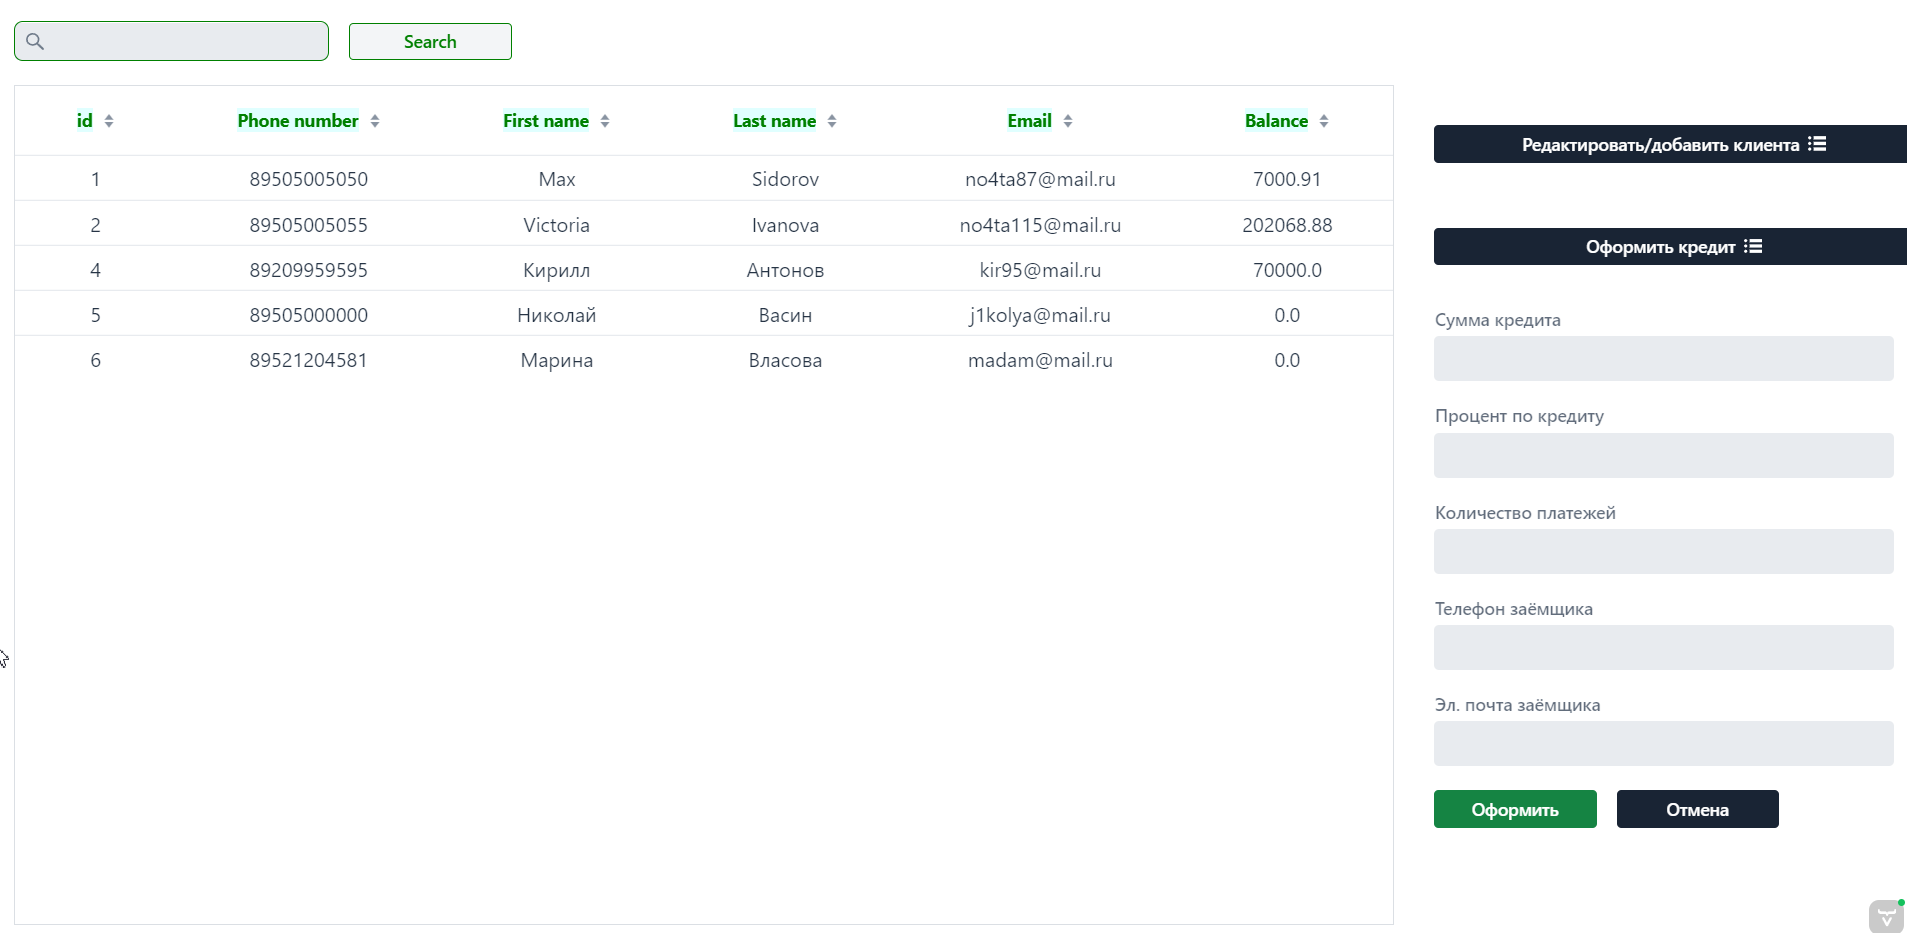 Search
id Phone number First name Last name Email Balance
1 89505005050 Max Sidorov no4ta87@mail.ru 7000.91
2 89505005055 Victoria Ivanova no4ta115@mail.ru 202068.88
4 89209959595 Кирилл Антонов kir95@mail.ru 70000.0
5 89505000000 Николай Васин j1kolya@mail.ru 0.0
6 89521204581 Марина Власова madam@mail.ru 0.0
Редактировать/добавить клиента
Оформить кредит
Сумма кредита
Процент по кредиту
Количество платежей
Телефон заёмщика
Эл. почта заёмщика
Оформить Отмена